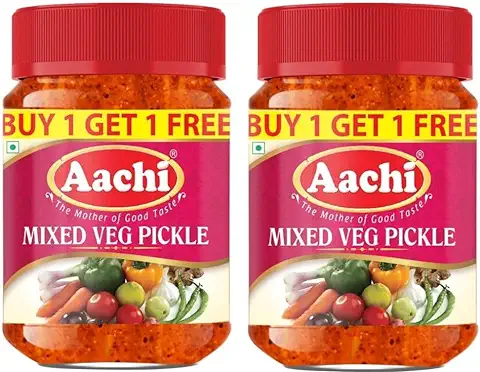 BUY 1 GET 1 FREE
Aachi®
The Mother of Good Taste
MIXED VEG PICKLE
BUY 1 GET 1 FREE
Aachi®
The Mother of Good Taste
MIXED VEG PICKLE